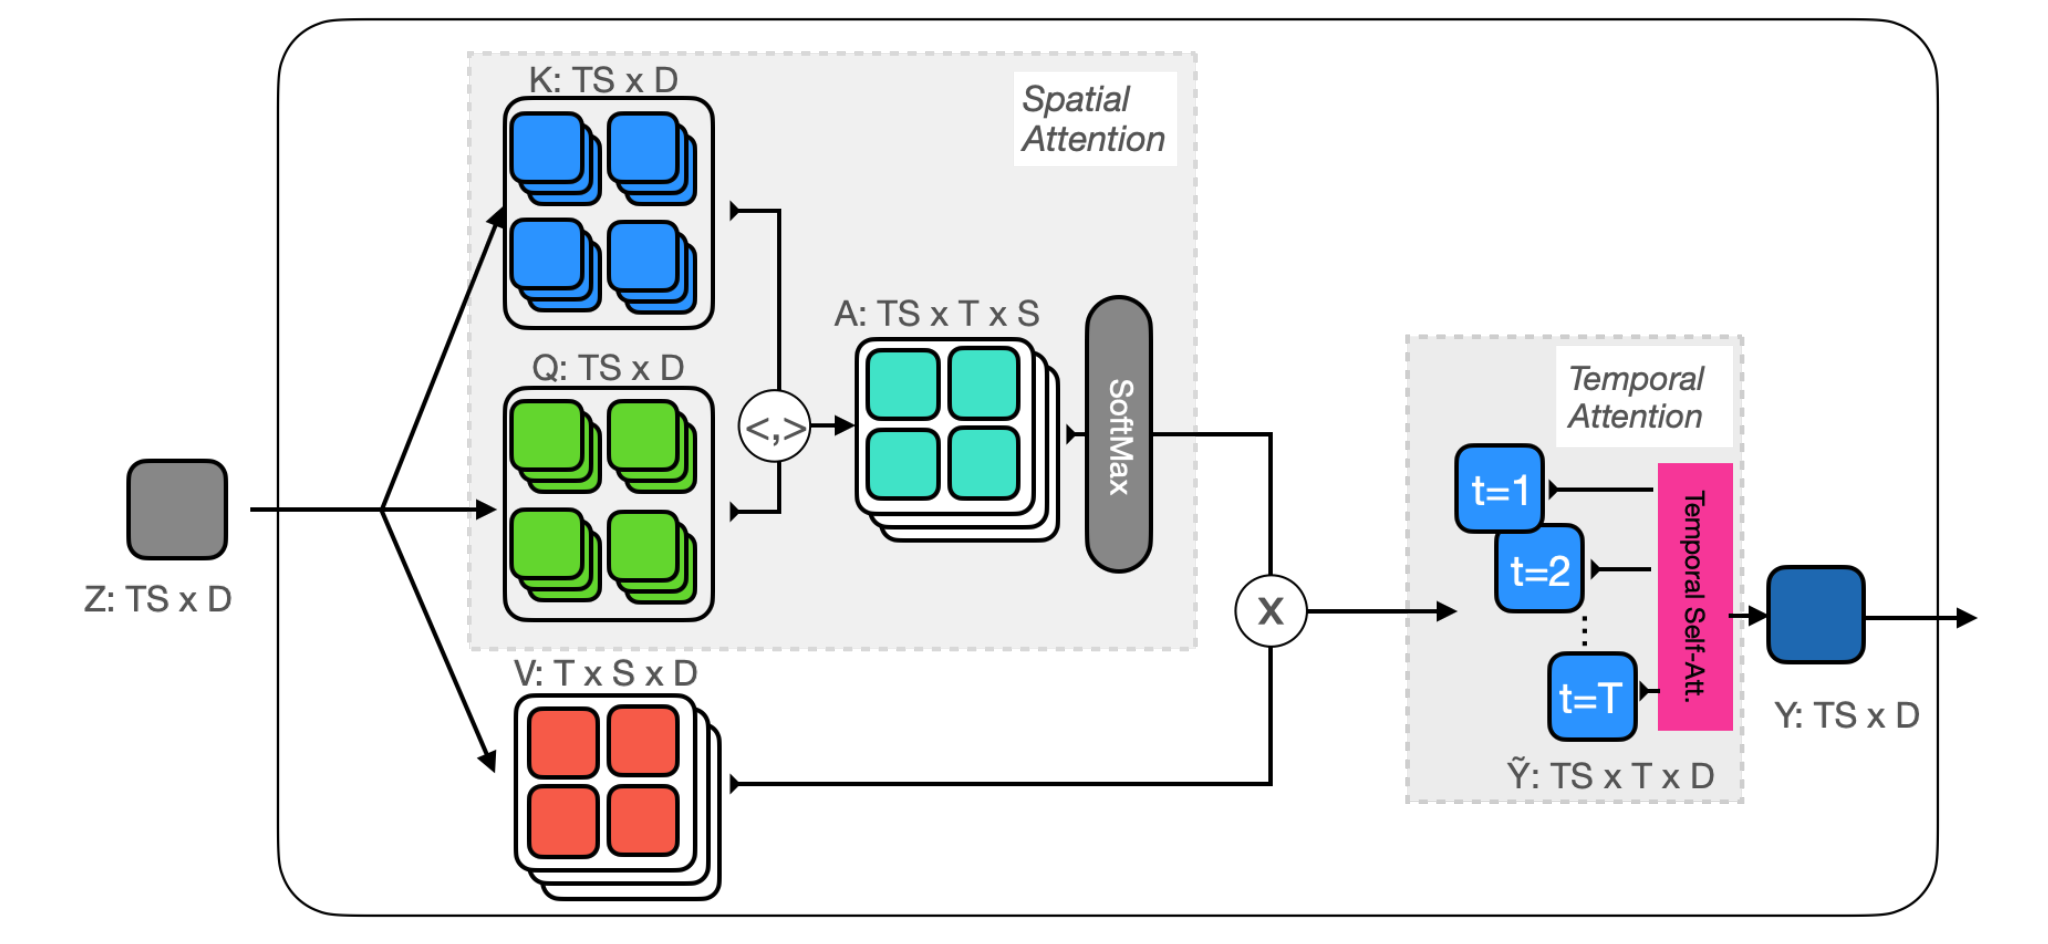 Z: TS x D
K: TS x D
Q: TS x D
V: T x S x D
<,>
A: TS x T x S
SoftMax
Spatial
Attention
X
Temporal
Attention
t=1
t=2
t=T
Temporal Self-Att.
Ỹ: TS x T x D
Y: TS x D